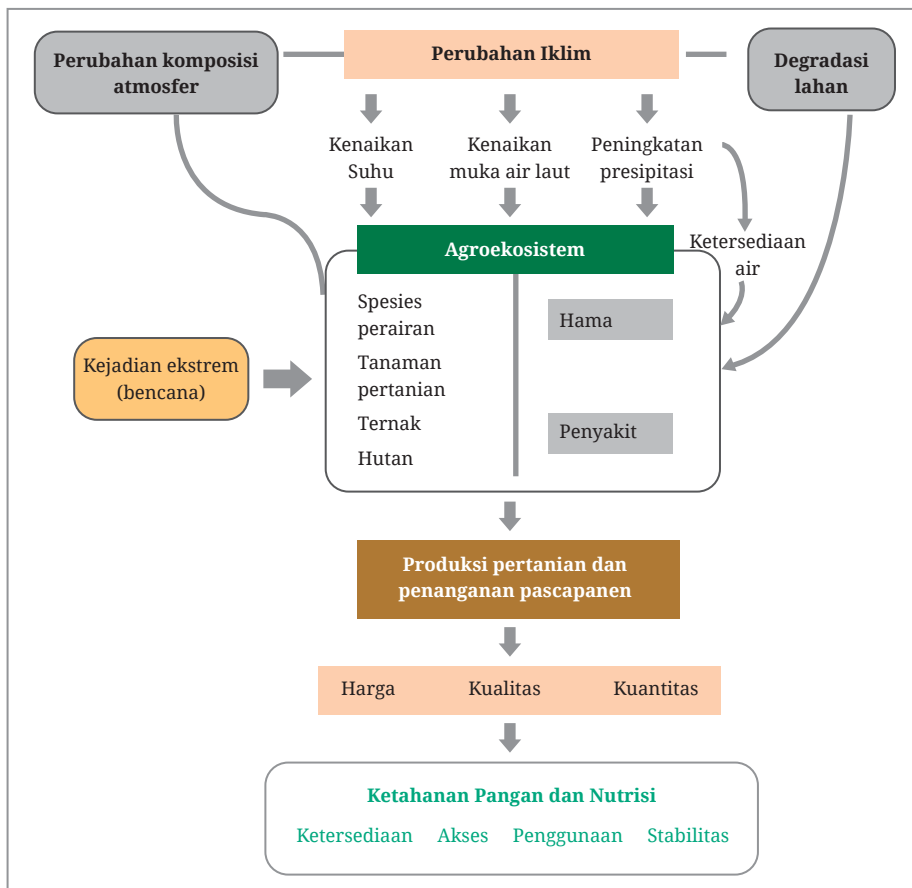 Perubahan komposisi
atmosfer
Perubahan Iklim
Degradasi
lahan
Kenaikan
Suhu
Kenaikan
muka air laut
Peningkatan
presipitasi
Ketersediaan
air
Agroekosistem
Spesies
perairan
Tanaman
pertanian
Ternak
Hutan
Hama
Penyakit
Kejadian ekstrem
(bencana)
Produksi pertanian dan
penanganan pascapanen
Harga Kualitas Kuantitas
Ketahanan Pangan dan Nutrisi
Ketersediaan Akses Penggunaan Stabilitas